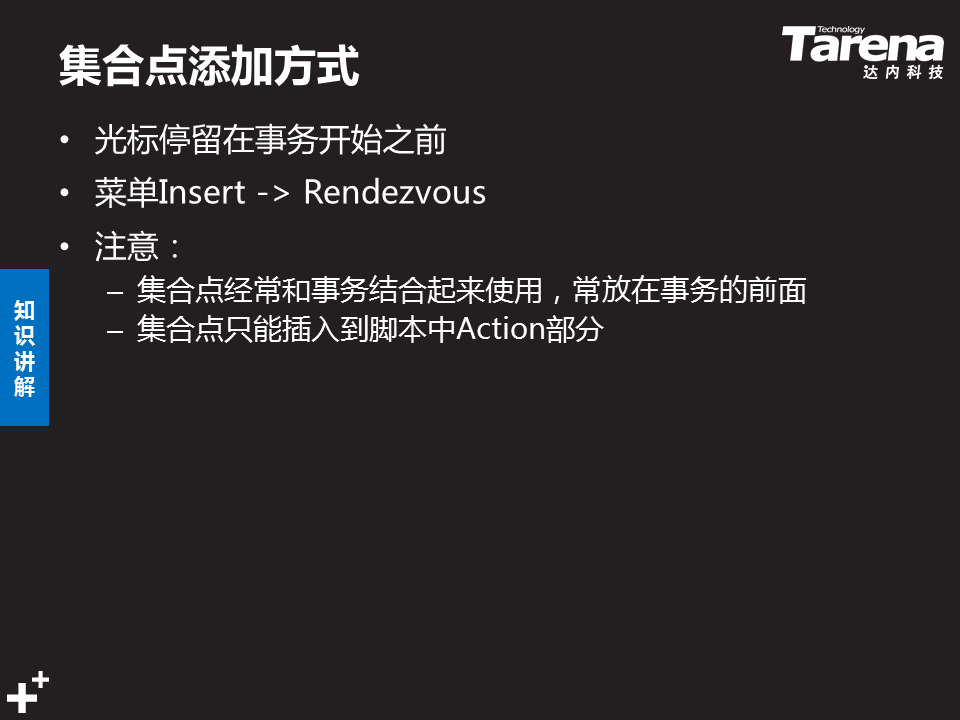 集合点添加方式
Technology
Tarena
达内科技
• 光标停留在事务开始之前
• 菜单Insert -> Rendezvous
• 注意：
– 集合点经常和事务结合起来使用，常放在事务的前面
– 集合点只能插入到脚本中Action部分
知
识
讲
解